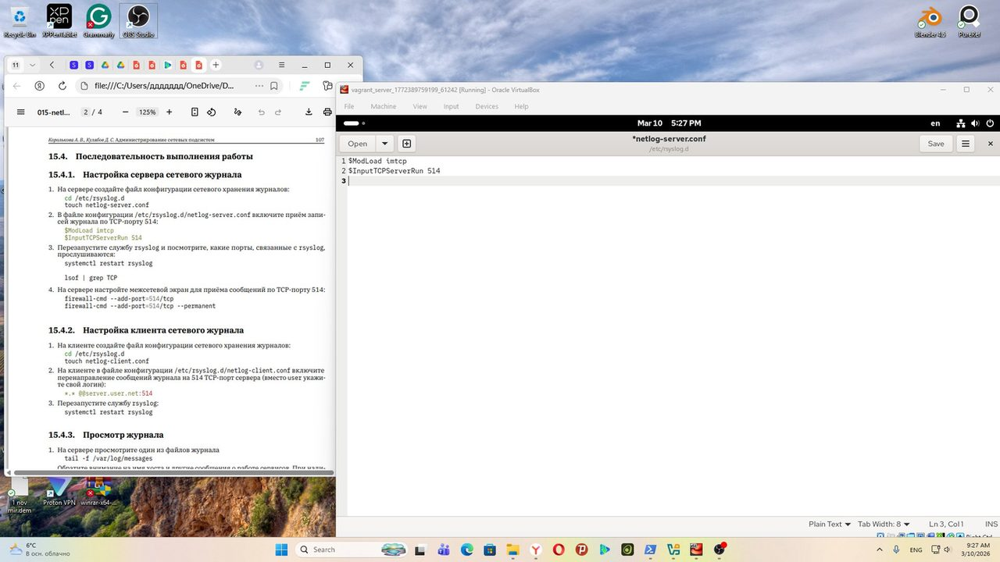 Recycle Bin
XPPenTablet
Grammarly
OBS Studio
Blender 4.5
PureRef
11
file:///C:/Users/ддддддд/OneDrive/D...
015-netl...
2 / 4
125%
Королькова А. В., Кулябов Д. С. Администрирование сетевых подсистем 107
15.4. Последовательность выполнения работы
15.4.1. Настройка сервера сетевого журнала
1. На сервере создайте файл конфигурации сетевого хранения журналов:
cd /etc/rsyslog.d
touch netlog-server.conf
2. В файле конфигурации /etc/rsyslog.d/netlog-server.conf включите приём запи-
сей журнала по TCP-порту 514:
$ModLoad imtcp
$InputTCPServerRun 514
3. Перезапустите службу rsyslog и посмотрите, какие порты, связанные с rsyslog,
прослушиваются:
systemctl restart rsyslog
lsof | grep TCP
4. На сервере настройте межсетевой экран для приёма сообщений по TCP-порту 514:
firewall-cmd --add-port=514/tcp
firewall-cmd --add-port=514/tcp --permanent
15.4.2. Настройка клиента сетевого журнала
1. На клиенте создайте файл конфигурации сетевого хранения журналов:
cd /etc/rsyslog.d
touch netlog-client.conf
2. На клиенте в файле конфигурации /etc/rsyslog.d/netlog-client.conf включите
перенаправление сообщений журнала на 514 TCP-порт сервера (вместо user укажи-
те свой логин):
*.* @@server.user.net:514
3. Перезапустите службу rsyslog:
systemctl restart rsyslog
15.4.3. Просмотр журнала
1. На сервере просмотрите один из файлов журнала
tail -f /var/log/messages
Обратите внимание на имя хоста и другие сообщения о работе сервисов. При нали-
vagrant_server_1772389759199_61242 [Running] - Oracle VirtualBox
File Machine View Input Devices Help
Mar 10 5:27 PM
en
Open
*netlog-server.conf
/etc/rsyslog.d
Save
1 $ModLoad imtcp
2 $InputTCPServerRun 514
3
Plain Text Tab Width: 8 Ln 3, Col 1 INS
Right Ctrl
1 nov
mir.dem
Proton VPN
winrar-x64-...
6°C
В осн. облачно
Search
ENG
9:27 AM
3/10/2026